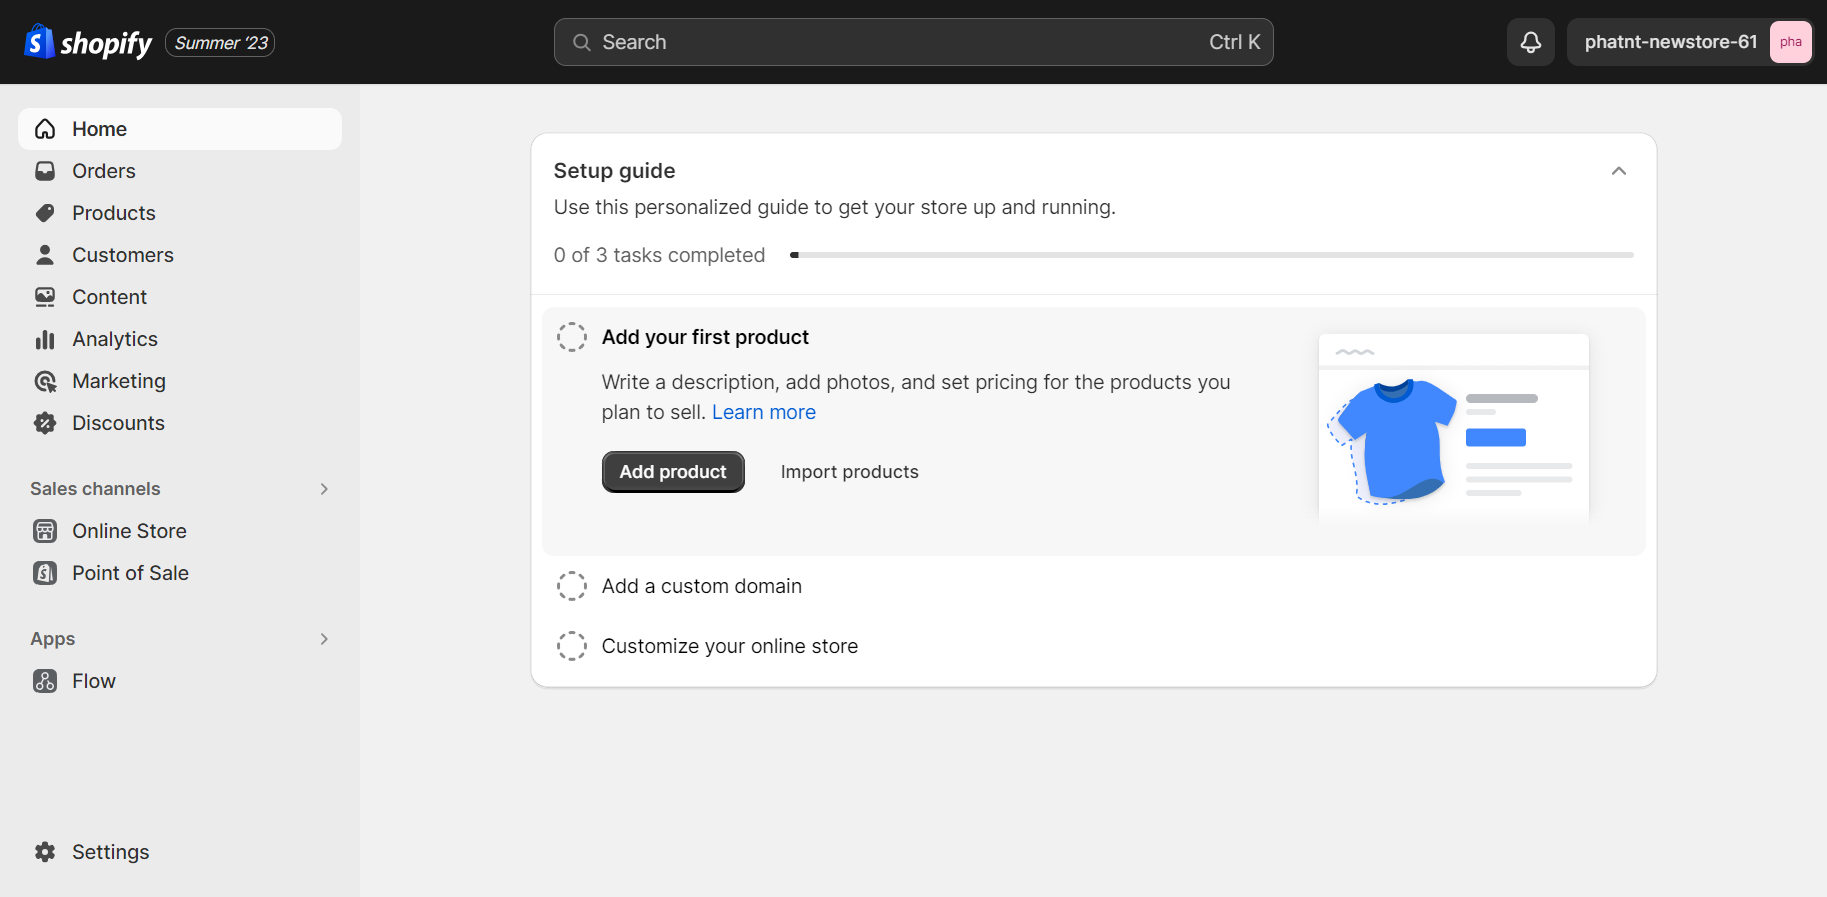 shopify Summer ‘23
Search Ctrl K
phatnt-newstore-61 pha
Home
Orders
Products
Customers
Content
Analytics
Marketing
Discounts
Sales channels
Online Store
Point of Sale
Apps
Flow
Settings
Setup guide
Use this personalized guide to get your store up and running.
0 of 3 tasks completed
Add your first product
Write a description, add photos, and set pricing for the products you
plan to sell. Learn more
Add product Import products
Add a custom domain
Customize your online store